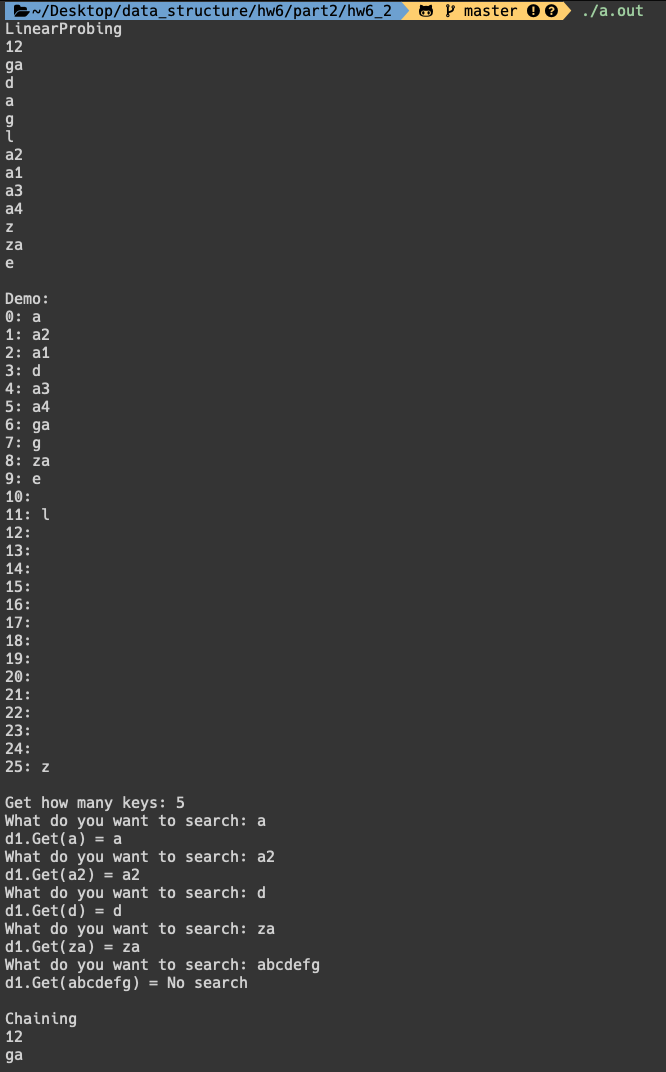 ~/Desktop/data_structure/hw6/part2/hw6_2 master ./a.out
LinearProbing
12
ga
d
a
g
l
a2
a1
a3
a4
z
za
e
Demo:
0: a
1: a2
2: a1
3: d
4: a3
5: a4
6: ga
7: g
8: za
9: e
10:
11: l
12:
13:
14:
15:
16:
17:
18:
19:
20:
21:
22:
23:
24:
25: z
Get how many keys: 5
What do you want to search: a
d1.Get(a) = a
What do you want to search: a2
d1.Get(a2) = a2
What do you want to search: d
d1.Get(d) = d
What do you want to search: za
d1.Get(za) = za
What do you want to search: abcdefg
d1.Get(abcdefg) = No search
Chaining
12
ga